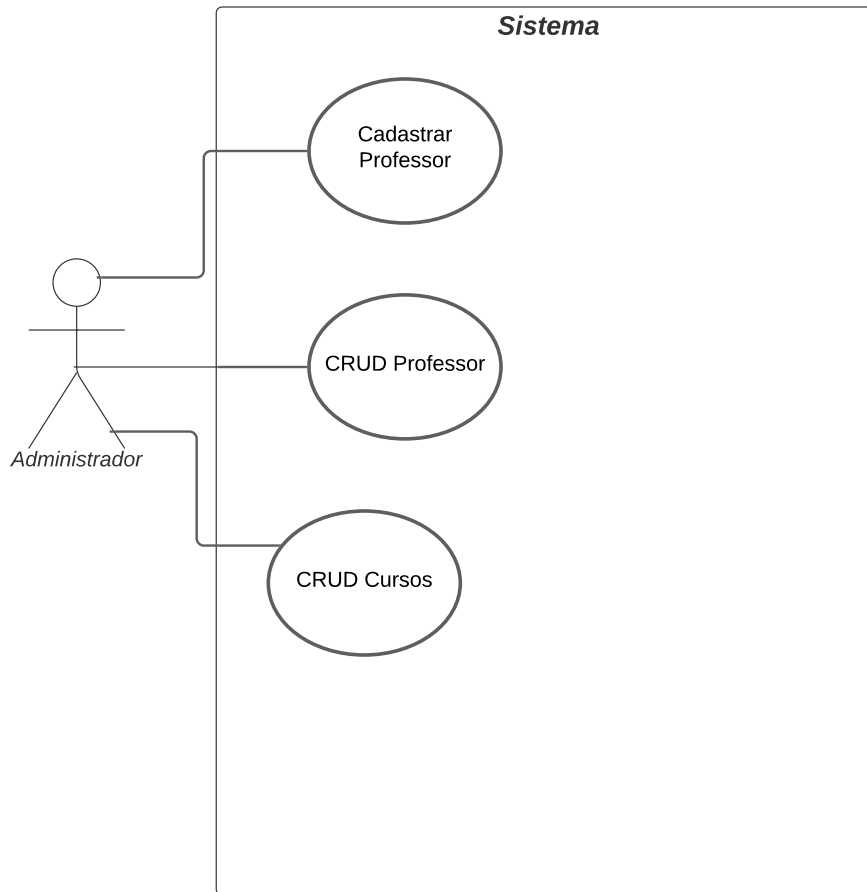 Sistema
Cadastrar
Professor
CRUD Professor
Administrador
CRUD Cursos